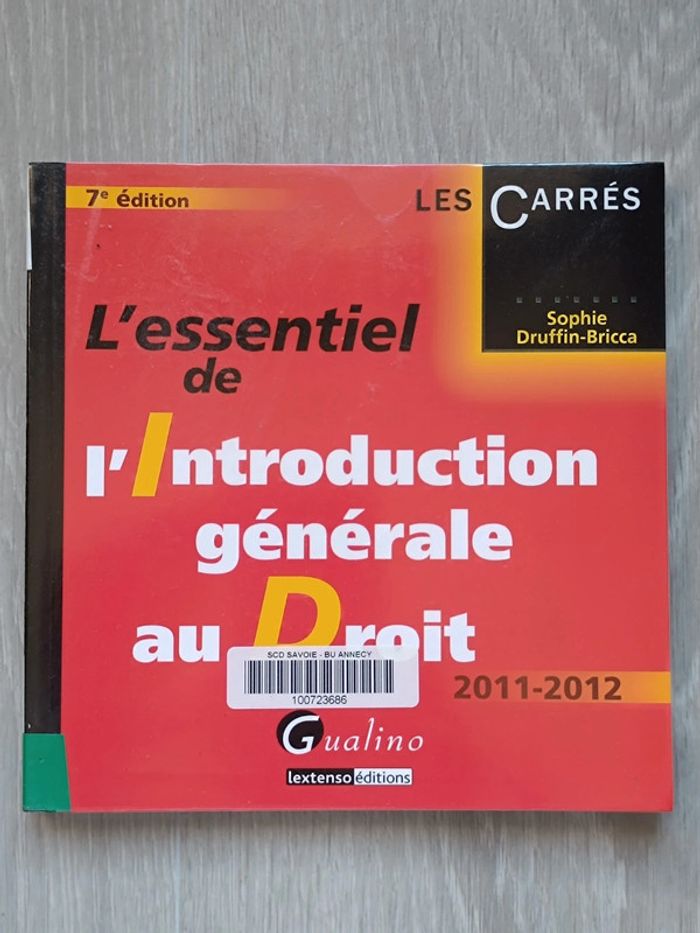 7e édition
LES CARRÉS
Sophie
Druffin-Bricca
L'essentiel
de
l'Introduction
générale
au Droit
SCD SAVOIE - BU ANNECY
100723686
2011-2012
Gualino
lextenso éditions